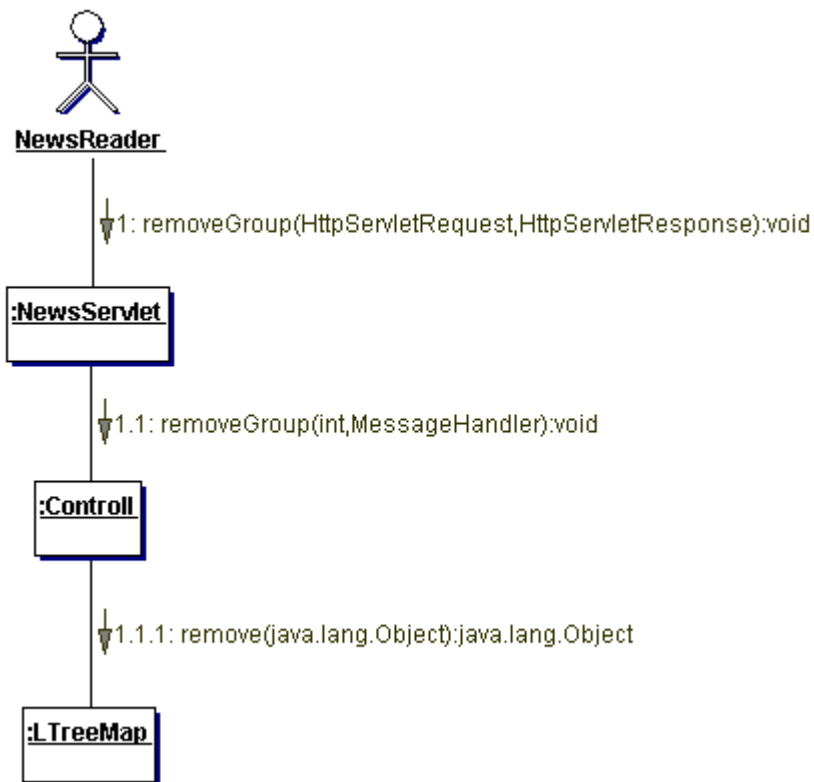 NewsReader
1: removeGroup(HttpServletRequest,HttpServletResponse):void
:NewsServlet
1.1: removeGroup(int,MessageHandler):void
:Controll
1.1.1: remove(java.lang.Object):java.lang.Object
:LTreeMap